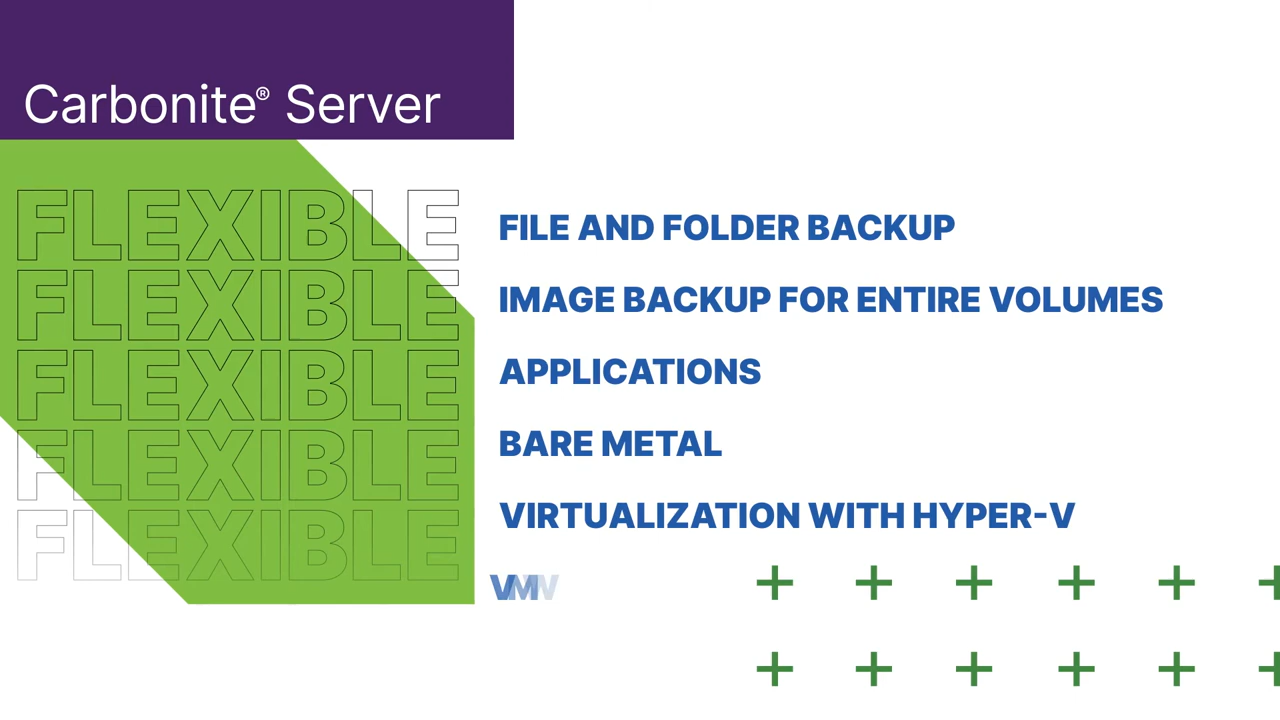 Carbonite® Server
FLEXIBLE
FLEXIBLE
FLEXIBLE
FLEXIBLE
FLEXIBLE
FILE AND FOLDER BACKUP
IMAGE BACKUP FOR ENTIRE VOLUMES
APPLICATIONS
BARE METAL
VIRTUALIZATION WITH HYPER-V
VMW